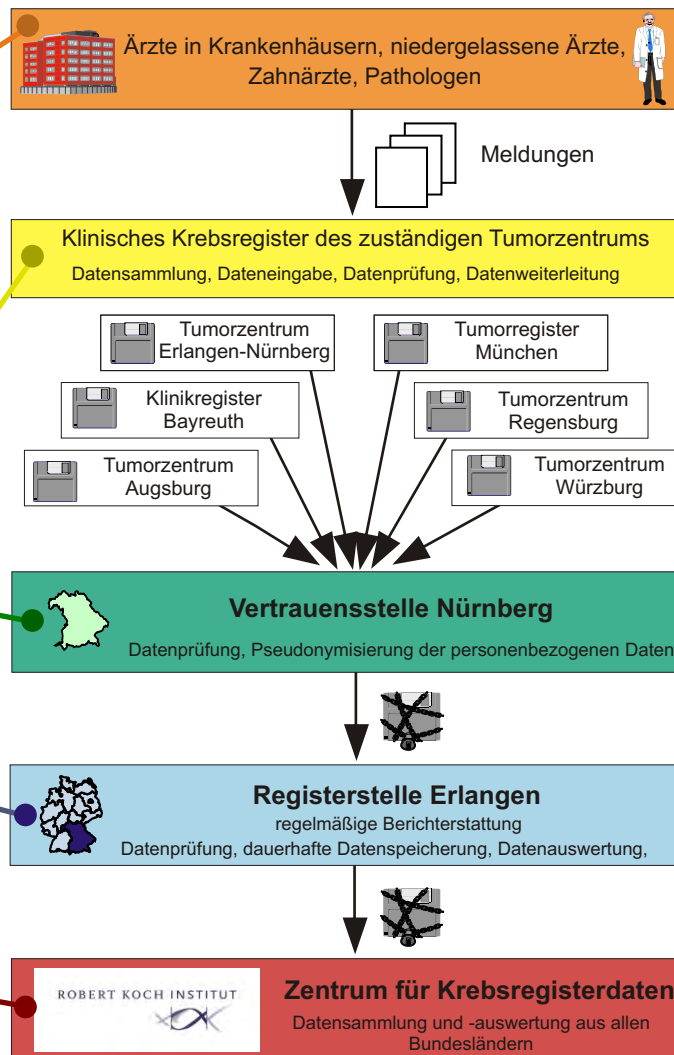 Ärzte in Krankenhäusern, niedergelassene Ärzte,
Zahnärzte, Pathologen
Meldungen
Klinisches Krebsregister des zuständigen Tumorzentrums
Datensammlung, Dateneingabe, Datenprüfung, Datenweiterleitung
Tumorzentrum
Erlangen-Nürnberg
Tumorregister
München
Klinikregister
Bayreuth
Tumorzentrum
Regensburg
Tumorzentrum
Augsburg
Tumorzentrum
Würzburg
Vertrauensstelle Nürnberg
Datenprüfung, Pseudonymisierung der personenbezogenen Daten
Registerstelle Erlangen
regelmäßige Berichterstattung
Datenprüfung, dauerhafte Datenspeicherung, Datenauswertung,
ROBERT KOCH INSTITUT
Zentrum für Krebsregisterdaten
Datensammlung und -auswertung aus allen
Bundesländern